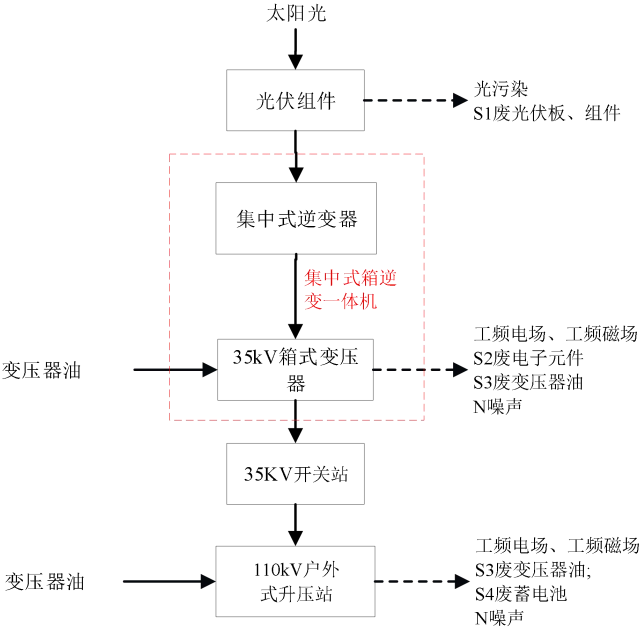 太阳光
光伏组件
光污染
S1废光伏板、组件
集中式逆变器
集中式箱逆
变一体机
变压器油
35kV箱式变压
器
工频电场、工频磁场
S2废电子元件
S3废变压器油
N噪声
35KV开关站
变压器油
110kV户外
式升压站
工频电场、工频磁场
S3废变压器油;
S4废蓄电池
N噪声